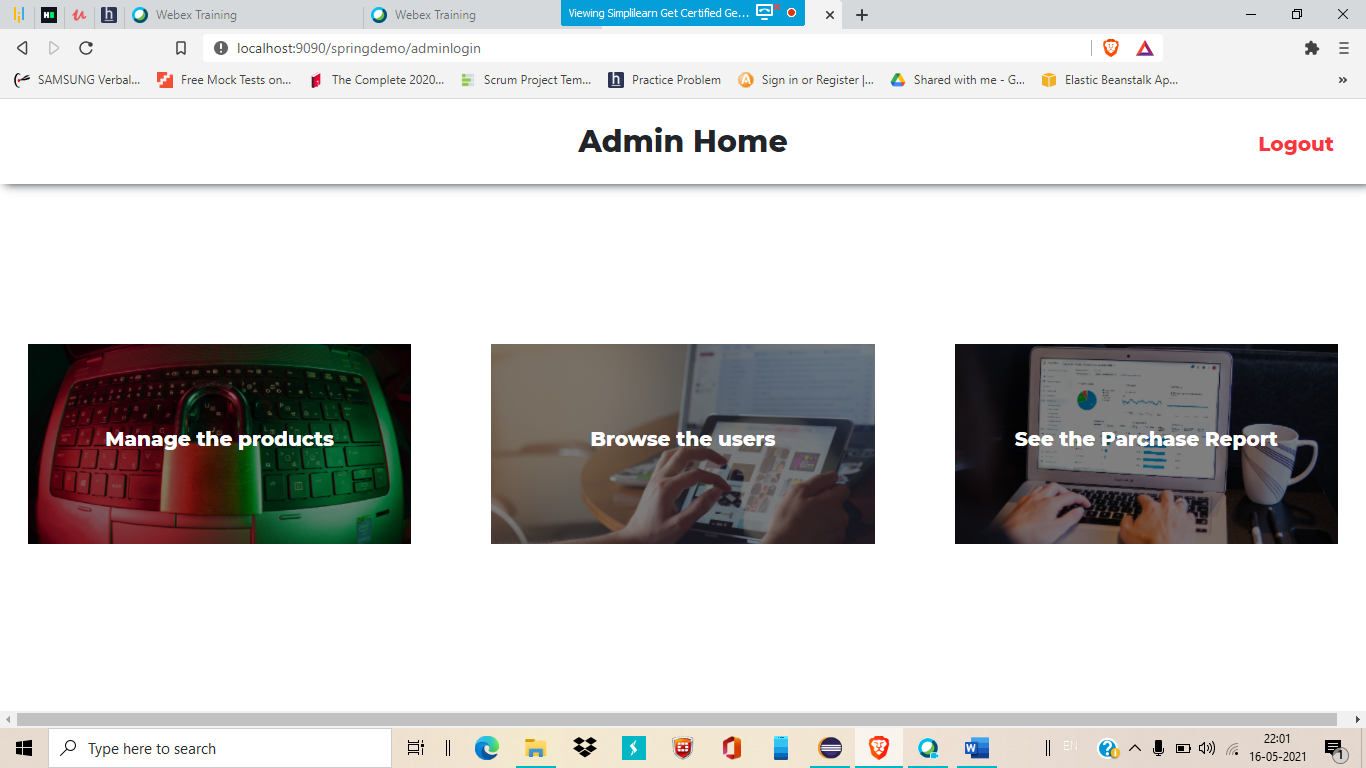 Webex Training
Webex Training
Viewing Simplilearn Get Certified Ge...
localhost:9090/springdemo/adminlogin
SAMSUNG Verbal...
Free Mock Tests on...
The Complete 2020...
Scrum Project Tem...
Practice Problem
Sign in or Register |...
Shared with me - G...
Elastic Beanstalk Ap...
Admin Home
Logout
Manage the products
Browse the users
See the Parchase Report
Type here to search
EN
22:01
16-05-2021
1